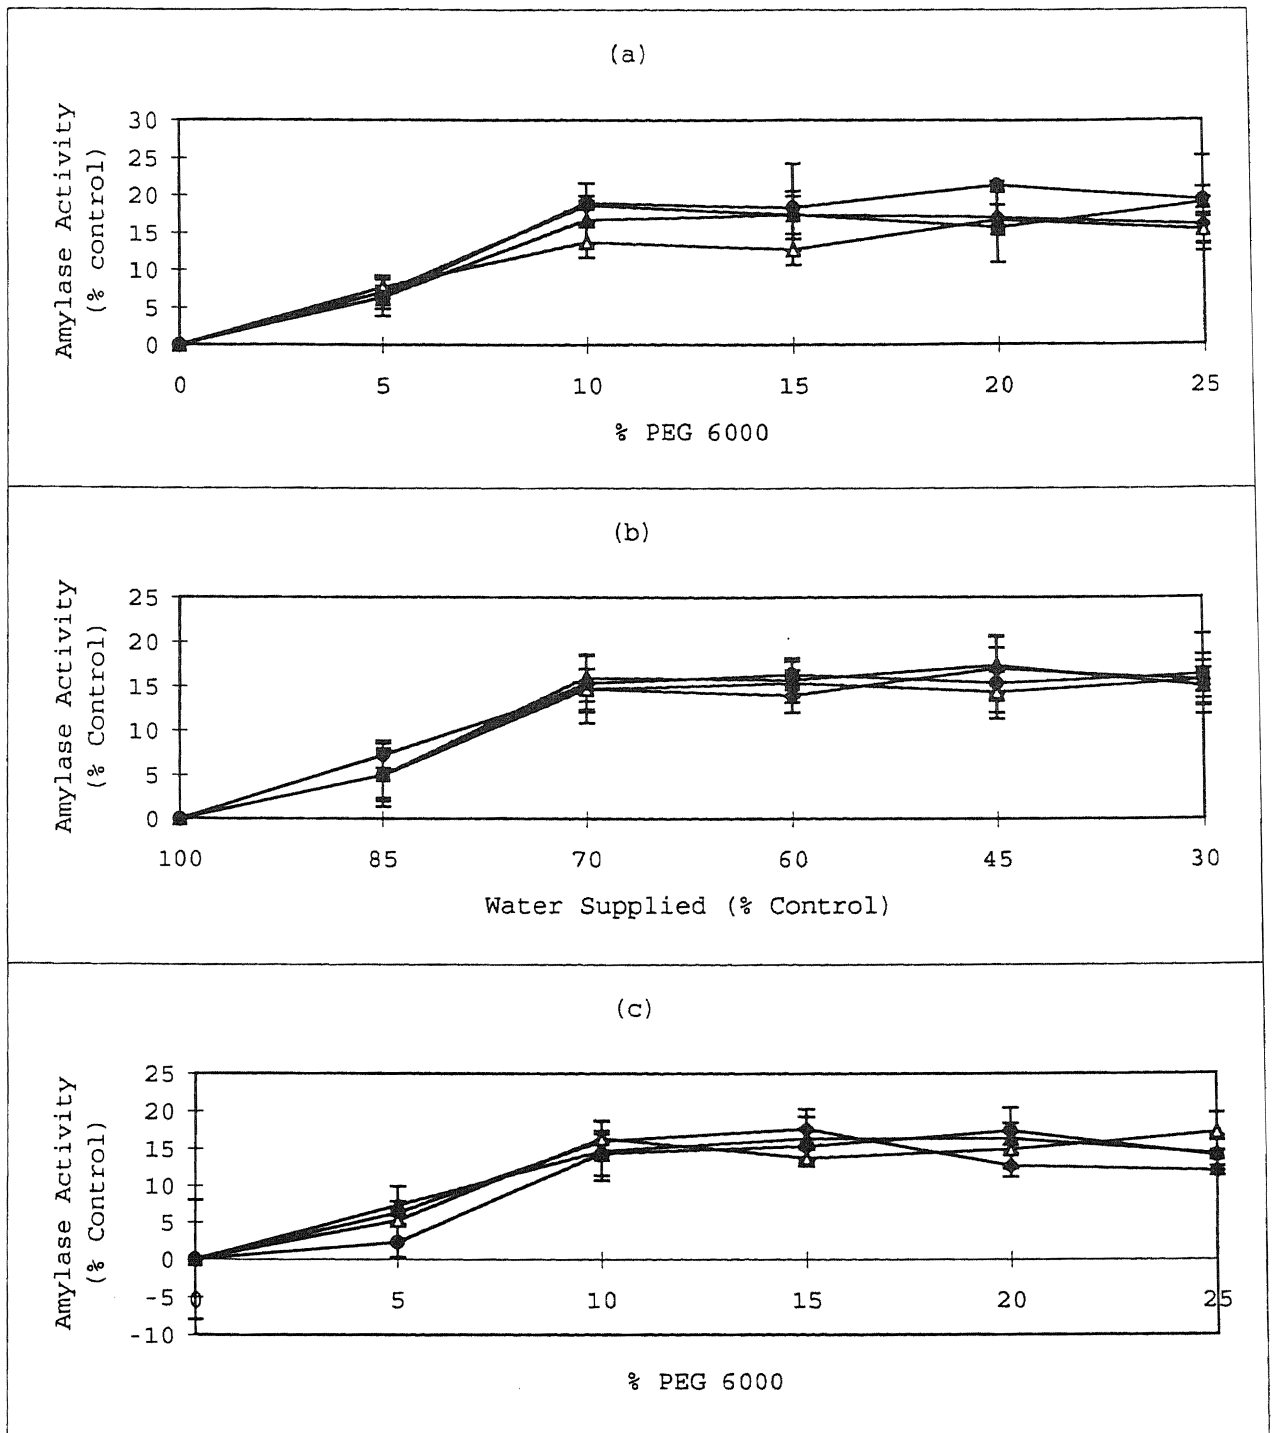 (a)
Amylase Activity
(% control)
30
25
20
15
10
5
0
0 5 10 15 20 25
% PEG 6000
(b)
Amylase Activity
(% Control)
25
20
15
10
5
0
100 85 70 60 45 30
Water Supplied (% Control)
(c)
Amylase Activity
(% Control)
25
20
15
10
5
0
-5
-10
0 5 10 15 20 25
% PEG 6000